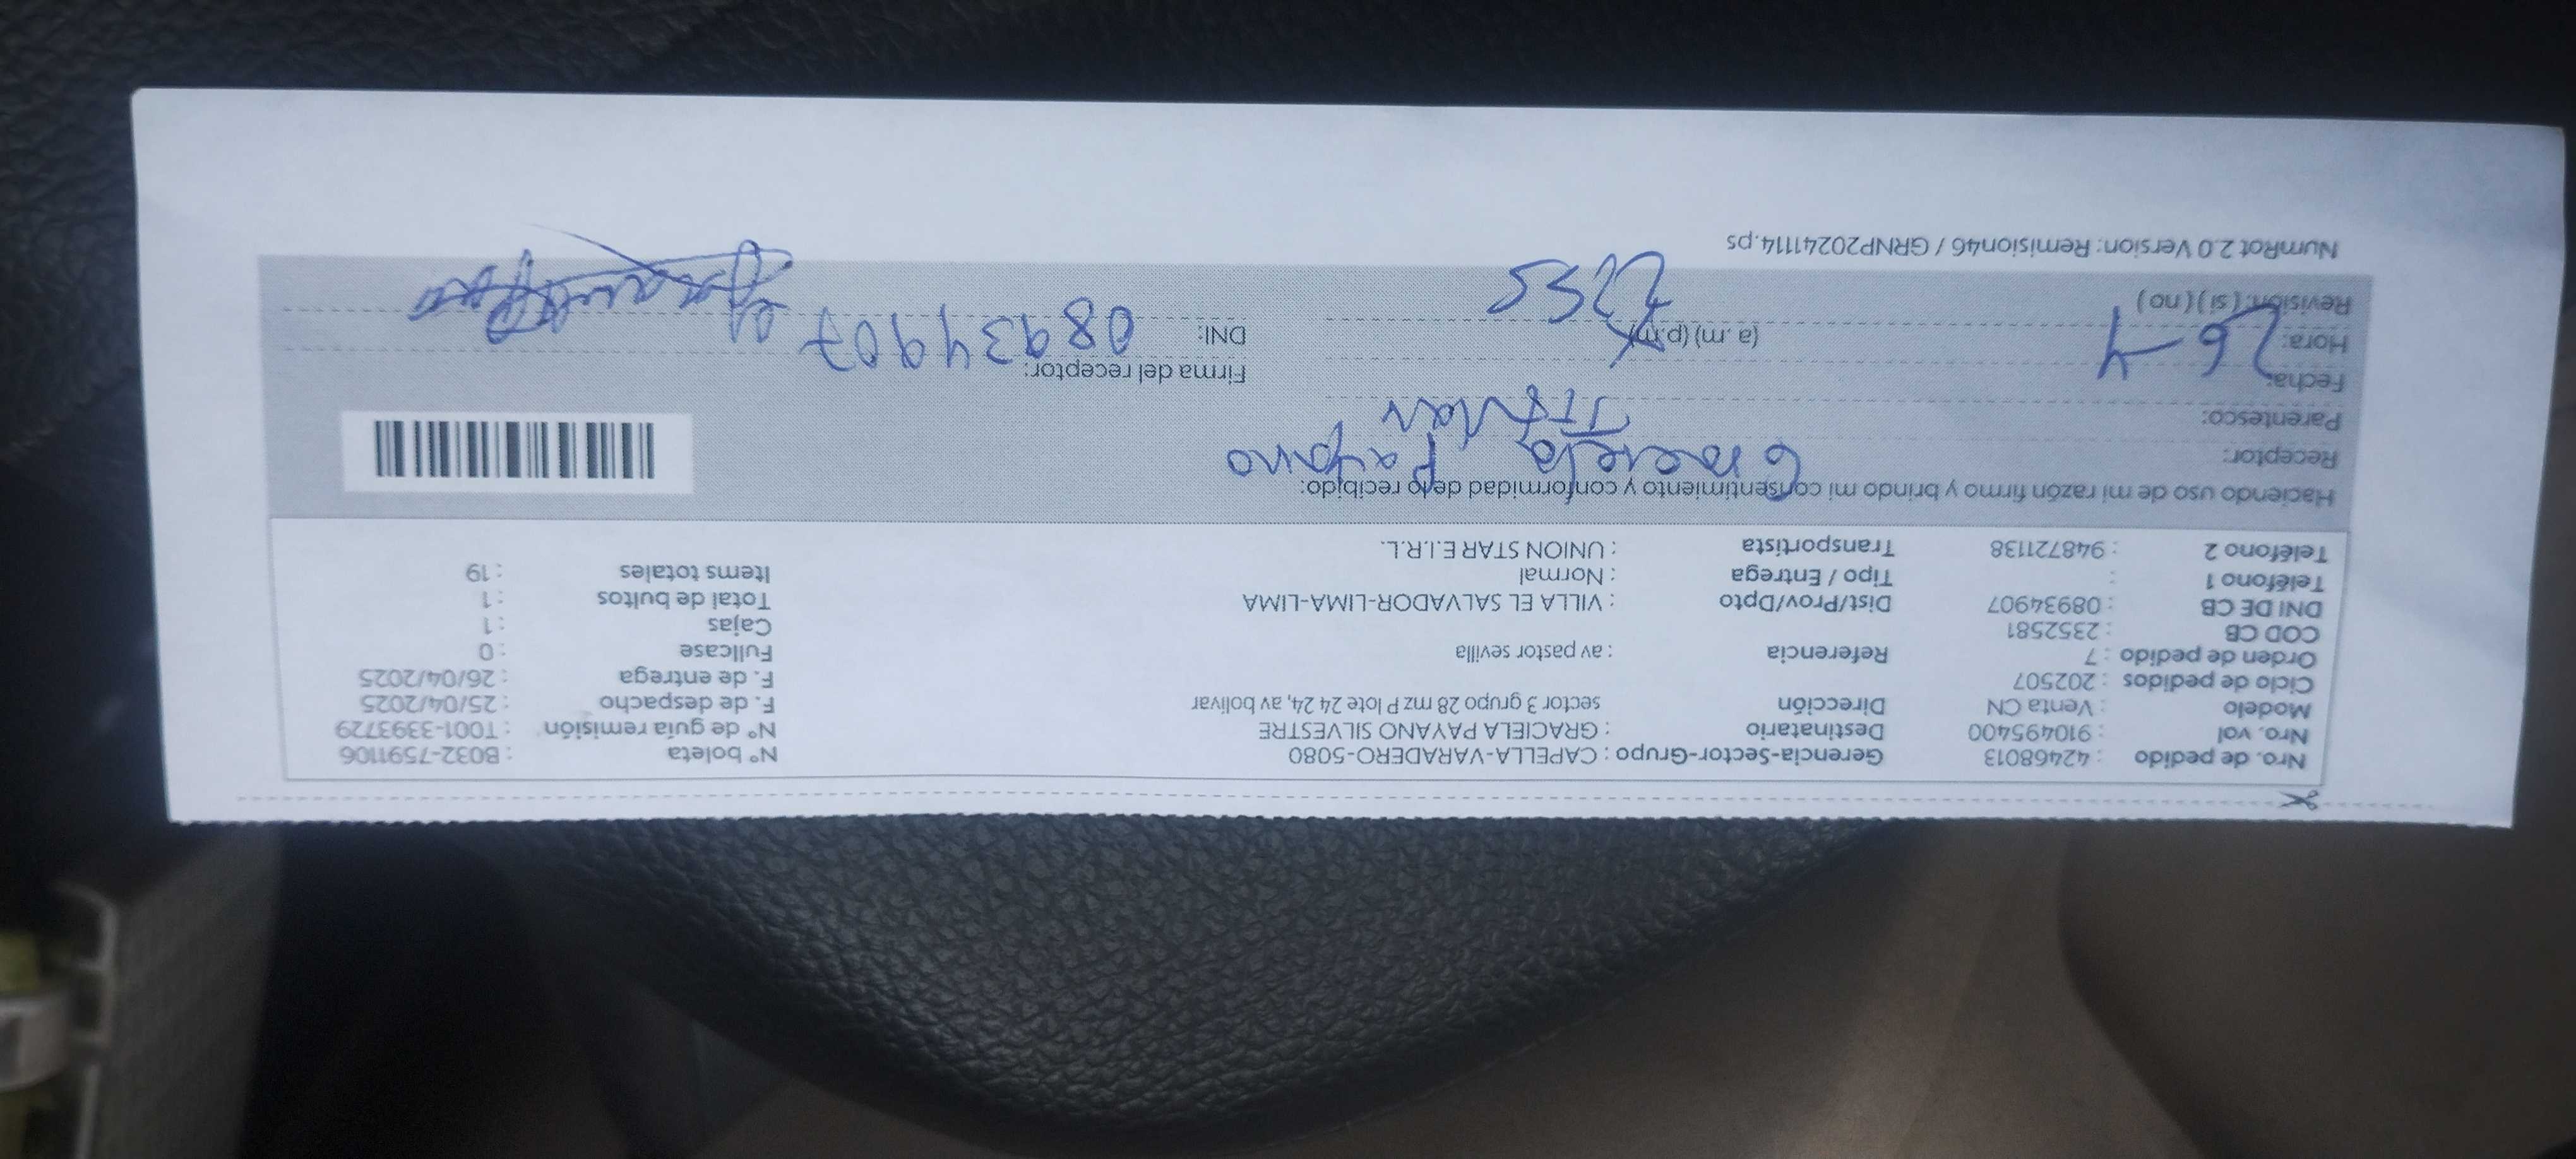 Nro. de pedido : 42468013 Gerencia-Sector-Grupo : CAPELLA-VARADERO-5080 N° boleta : B032-7591106
Nro. vol : 910495400 Destinatario : GRACIELA PAYANO SILVESTRE N° de guía remisión : T001-3393729
Modelo : Venta CN Dirección sector 3 grupo 28 mz P lote 24 24, av bolivar F. de despacho : 25/04/2025
Ciclo de pedidos : 202507 F. de entrega : 26/04/2025
Orden de pedido : 7 Referencia : av pastor sevilla Fullcase : 0
COD CB : 2352581 Cajas : 1
DNI DE CB : 08934907 Dist/Prov/Dpto : VILLA EL SALVADOR-LIMA-LIMA Total de bultos : 1
Teléfono 1 : Tipo / Entrega : Normal Items totales : 19
Teléfono 2 : 948721138 Transportista : UNION STAR E.I.R.L.
Haciendo uso de mi razón firmo y brindo mi consentimiento y conformidad de lo recibido:
Receptor: Graciela Payano
Parentesco: Titular
Fecha: 26-4 Firma del receptor:
Hora: (a. m) (p.m) DNI: 08934907
Revisión: ( si ) ( no )
NumRot 2.0 Version: Remision46 / GRNP20241114.ps